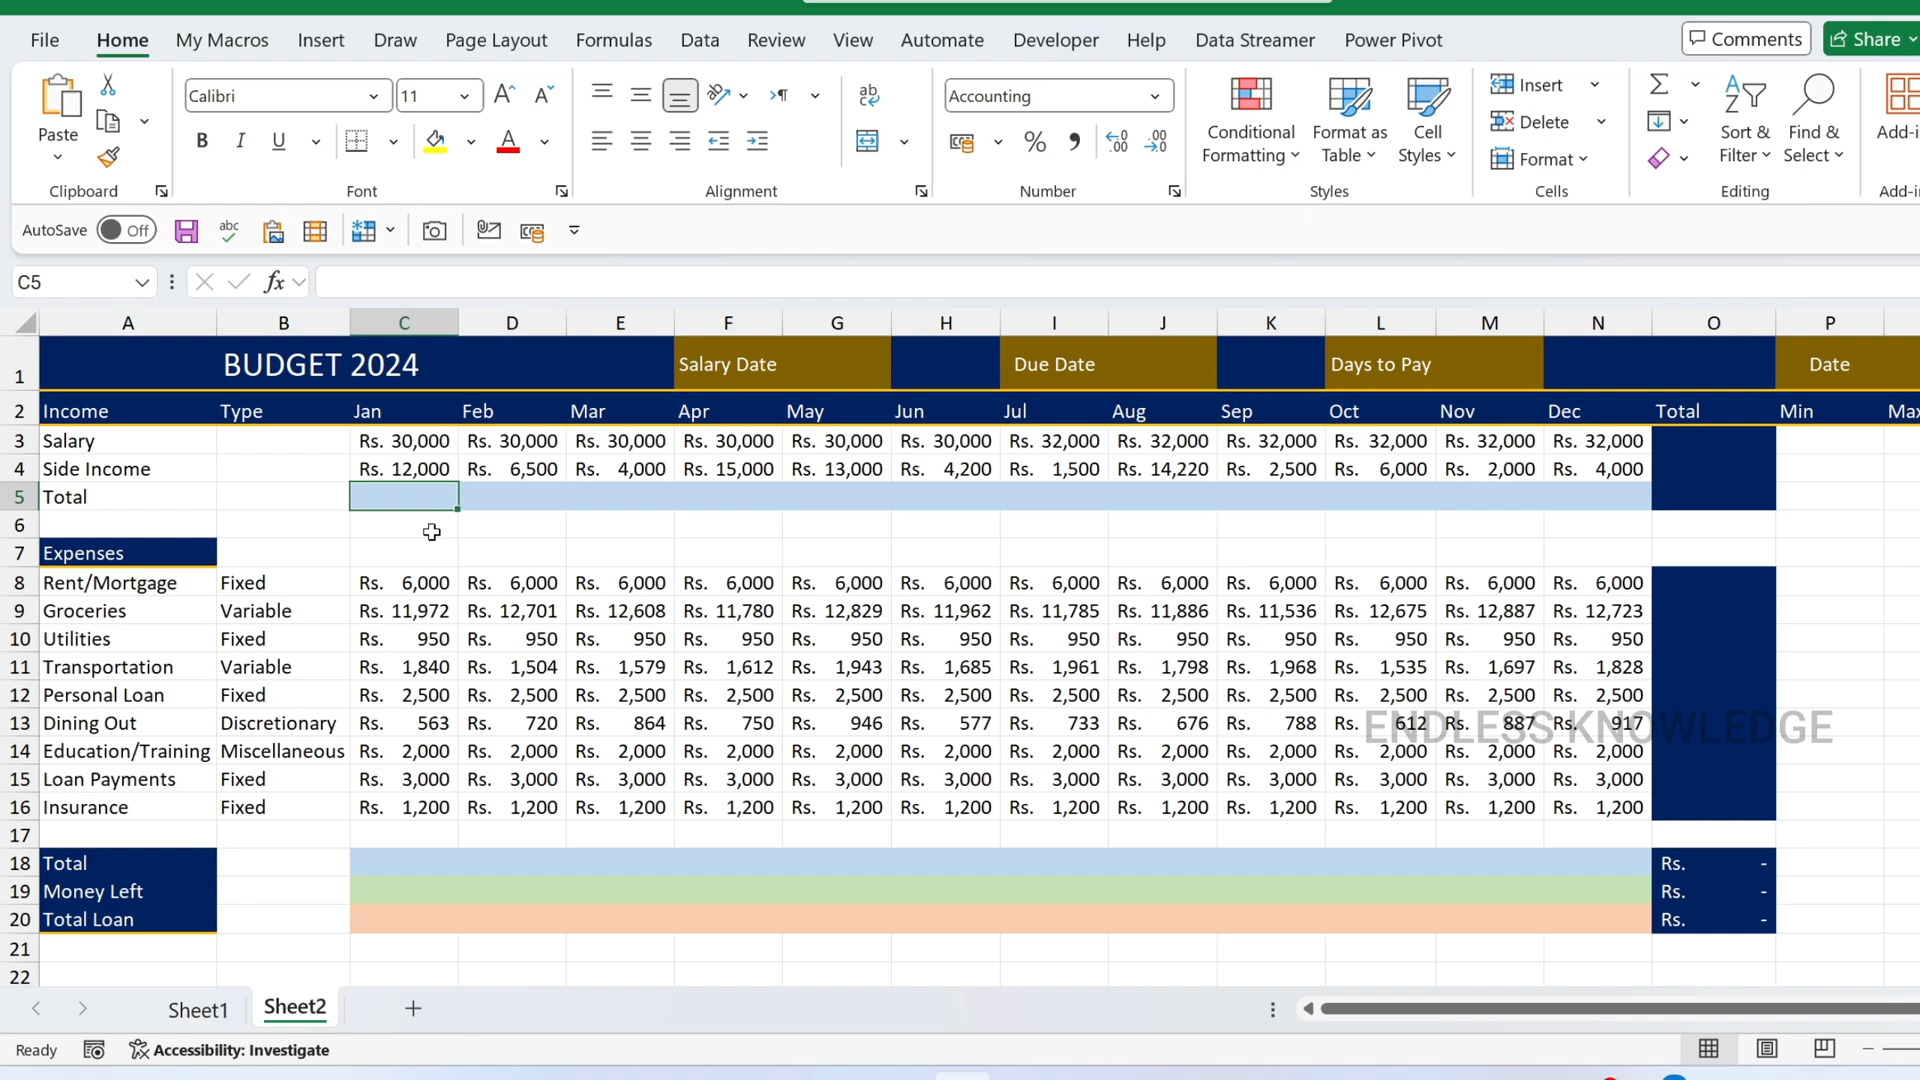 File Home My Macros Insert Draw Page Layout Formulas Data Review View Automate Developer Help Data Streamer Power Pivot Comments Share
Paste Calibri 11 B I U A Accounting % Conditional Formatting Format as Table Cell Styles Insert Delete Format Sort & Filter Find & Select Add-i
Clipboard Font Alignment Number Styles Cells Editing Add-i
AutoSave Off
C5 fx
A B C D E F G H I J K L M N O P
1 BUDGET 2024 Salary Date Due Date Days to Pay Date
2 Income Type Jan Feb Mar Apr May Jun Jul Aug Sep Oct Nov Dec Total Min Max
3 Salary Rs. 30,000 Rs. 30,000 Rs. 30,000 Rs. 30,000 Rs. 30,000 Rs. 30,000 Rs. 32,000 Rs. 32,000 Rs. 32,000 Rs. 32,000 Rs. 32,000 Rs. 32,000
4 Side Income Rs. 12,000 Rs. 6,500 Rs. 4,000 Rs. 15,000 Rs. 13,000 Rs. 4,200 Rs. 1,500 Rs. 14,220 Rs. 2,500 Rs. 6,000 Rs. 2,000 Rs. 4,000
5 Total
6
7 Expenses
8 Rent/Mortgage Fixed Rs. 6,000 Rs. 6,000 Rs. 6,000 Rs. 6,000 Rs. 6,000 Rs. 6,000 Rs. 6,000 Rs. 6,000 Rs. 6,000 Rs. 6,000 Rs. 6,000 Rs. 6,000
9 Groceries Variable Rs. 11,972 Rs. 12,701 Rs. 12,608 Rs. 11,780 Rs. 12,829 Rs. 11,962 Rs. 11,785 Rs. 11,886 Rs. 11,536 Rs. 12,675 Rs. 12,887 Rs. 12,723
10 Utilities Fixed Rs. 950 Rs. 950 Rs. 950 Rs. 950 Rs. 950 Rs. 950 Rs. 950 Rs. 950 Rs. 950 Rs. 950 Rs. 950 Rs. 950
11 Transportation Variable Rs. 1,840 Rs. 1,504 Rs. 1,579 Rs. 1,612 Rs. 1,943 Rs. 1,685 Rs. 1,961 Rs. 1,798 Rs. 1,968 Rs. 1,535 Rs. 1,697 Rs. 1,828
12 Personal Loan Fixed Rs. 2,500 Rs. 2,500 Rs. 2,500 Rs. 2,500 Rs. 2,500 Rs. 2,500 Rs. 2,500 Rs. 2,500 Rs. 2,500 Rs. 2,500 Rs. 2,500 Rs. 2,500
13 Dining Out Discretionary Rs. 563 Rs. 720 Rs. 864 Rs. 750 Rs. 946 Rs. 577 Rs. 733 Rs. 676 Rs. 788 Rs. 612 Rs. 887 Rs. 917
ENDLESS KNOWLEDGE
14 Education/Training Miscellaneous Rs. 2,000 Rs. 2,000 Rs. 2,000 Rs. 2,000 Rs. 2,000 Rs. 2,000 Rs. 2,000 Rs. 2,000 Rs. 2,000 Rs. 2,000 Rs. 2,000 Rs. 2,000
15 Loan Payments Fixed Rs. 3,000 Rs. 3,000 Rs. 3,000 Rs. 3,000 Rs. 3,000 Rs. 3,000 Rs. 3,000 Rs. 3,000 Rs. 3,000 Rs. 3,000 Rs. 3,000 Rs. 3,000
16 Insurance Fixed Rs. 1,200 Rs. 1,200 Rs. 1,200 Rs. 1,200 Rs. 1,200 Rs. 1,200 Rs. 1,200 Rs. 1,200 Rs. 1,200 Rs. 1,200 Rs. 1,200 Rs. 1,200
17
18 Total Rs. -
19 Money Left Rs. -
20 Total Loan Rs. -
21
22
Sheet1 Sheet2
Ready Accessibility: Investigate